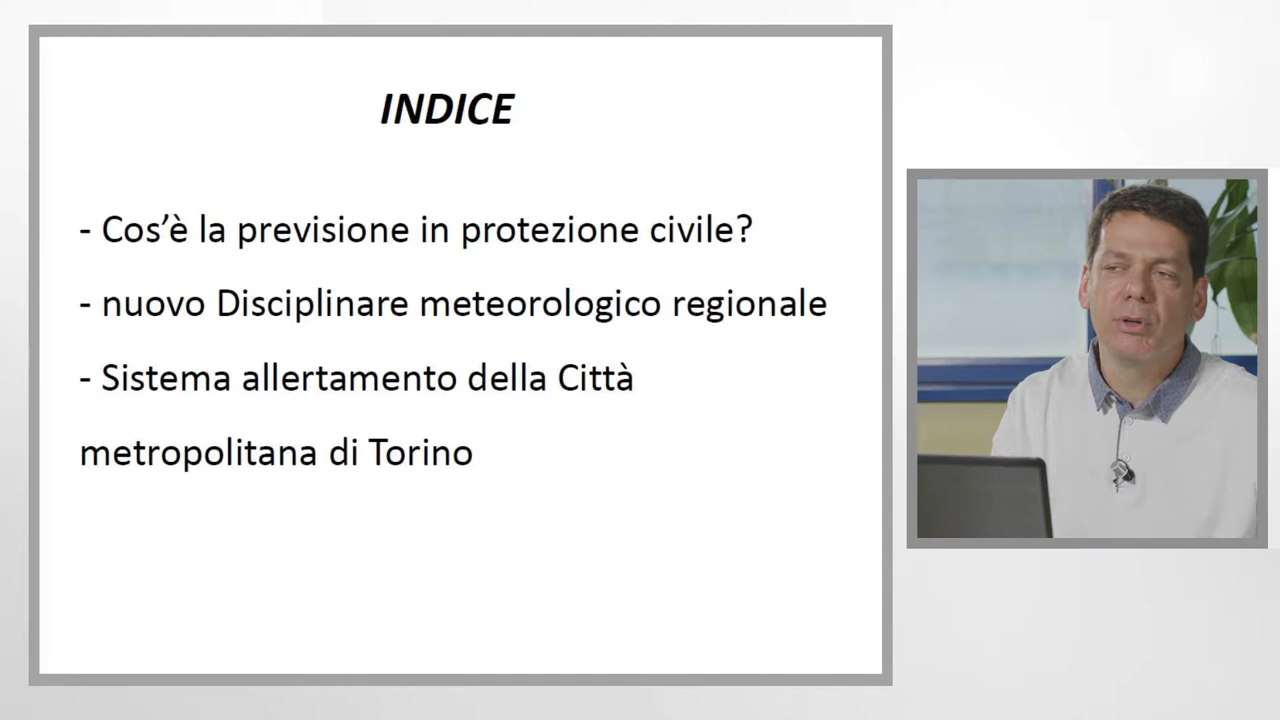 INDICE
- Cos’è la previsione in protezione civile?
- nuovo Disciplinare meteorologico regionale
- Sistema allertamento della Città
metropolitana di Torino